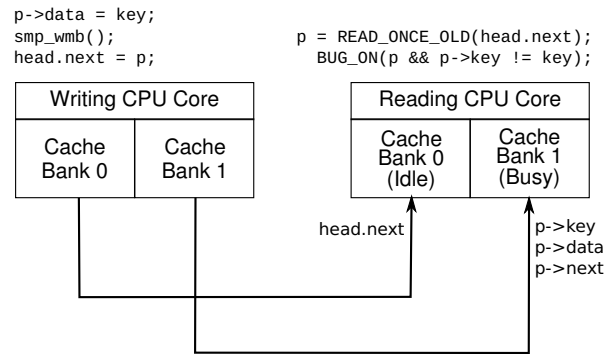 p->data = key;
smp_wmb();
head.next = p;
p = READ_ONCE_OLD(head.next);
BUG_ON(p && p->key != key);
Writing CPU Core
Cache
Bank 0
Cache
Bank 1
Reading CPU Core
Cache
Bank 0
(Idle)
Cache
Bank 1
(Busy)
head.next
p->key
p->data
p->next